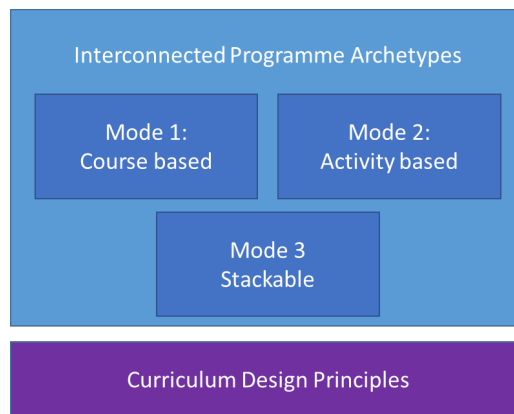 Interconnected Programme Archetypes
Mode 1:
Course based
Mode 2:
Activity based
Mode 3
Stackable
Curriculum Design Principles